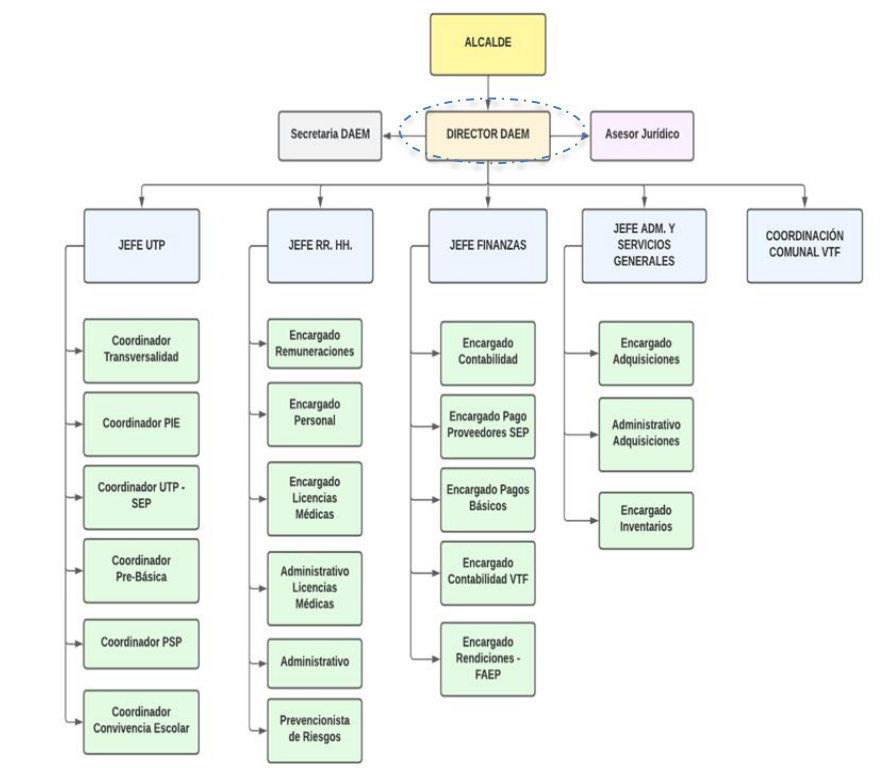 ALCALDE
Secretaria DAEM
DIRECTOR DAEM
Asesor Jurídico
JEFE UTP
JEFE RR. HH.
JEFE FINANZAS
JEFE ADM. Y
SERVICIOS
GENERALES
COORDINACIÓN
COMUNAL VTF
Coordinador
Transversalidad
Coordinador PIE
Coordinador UTP -
SEP
Coordinador
Pre-Básica
Coordinador PSP
Coordinador
Convivencia Escolar
Encargado
Remuneraciones
Encargado
Personal
Encargado
Licencias
Médicas
Administrativo
Licencias
Médicas
Administrativo
Prevencionista
de Riesgos
Encargado
Contabilidad
Encargado Pago
Proveedores SEP
Encargado Pagos
Básicos
Encargado
Contabilidad VTF
Encargado
Rendiciones -
FAEP
Encargado
Adquisiciones
Administrativo
Adquisiciones
Encargado
Inventarios